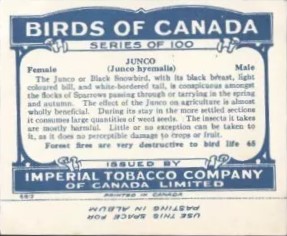 BIRDS OF CANADA
SERIES OF 100
JUNCO
Female (Junco hyemalis) Male
The Junco or Black Snowbird, with its black breast, light
coloured bill, and white-bordered tail, is conspicuous amongst
the flocks of Sparrows passing through or tarrying in the spring
and autumn. The effect of the Junco on agriculture is almost
wholly beneficial. During its stay in the more settled sections
it consumes large quantities of weed seeds. The insects it takes
are mostly harmful. Little or no exception can be taken to
it, as it does no perceptible damage to crops or fruit.
Forest fires are very destructive to bird life 68
ISSUED BY
IMPERIAL TOBACCO COMPANY
OF CANADA LIMITED
PRINTED IN CANADA
USE THIS SPACE FOR
PASTING IN ALBUM